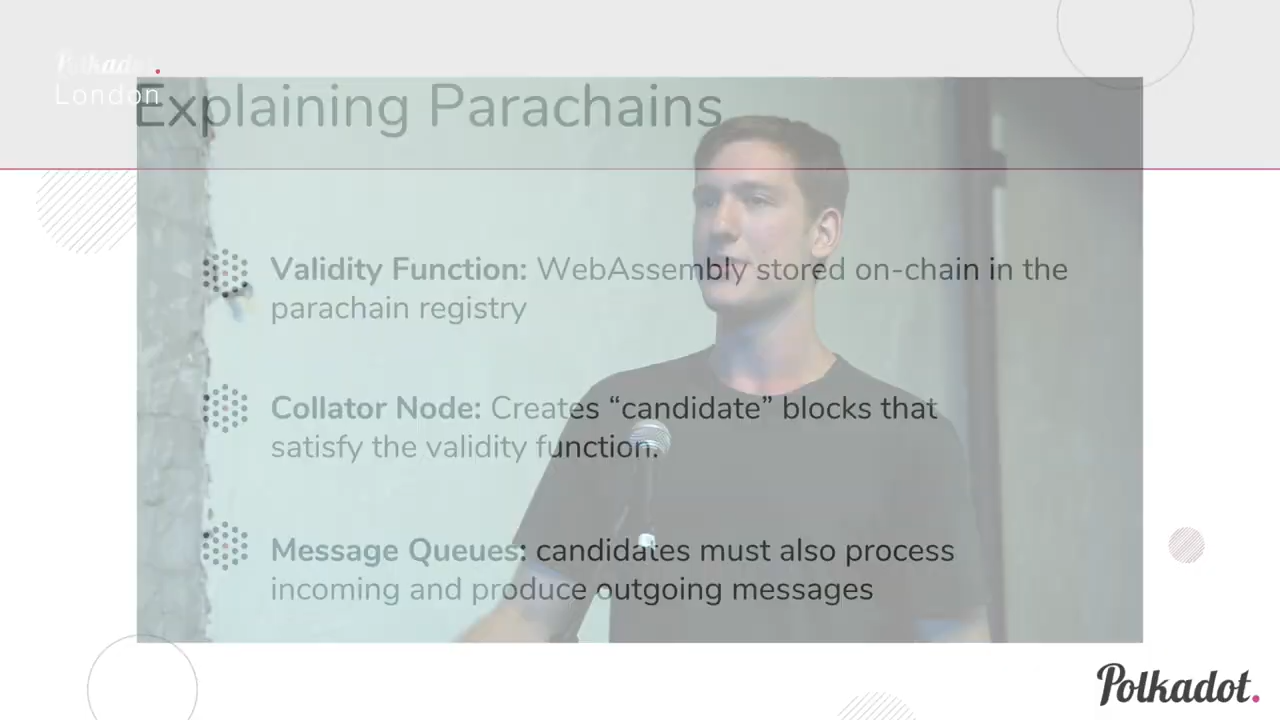 Polkadot.
London
Explaining Parachains
Validity Function: WebAssembly stored on-chain in the
parachain registry
Collator Node: Creates “candidate” blocks that
satisfy the validity function.
Message Queues: candidates must also process
incoming and produce outgoing messages
Polkadot.